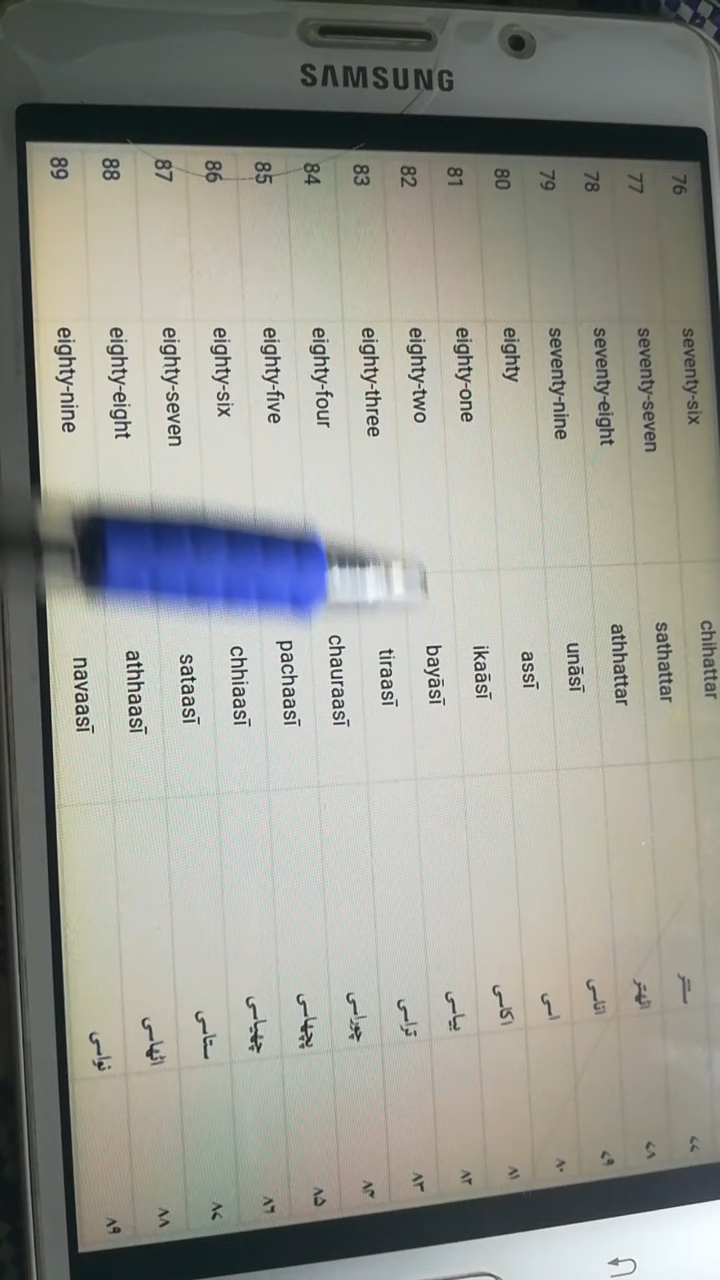 SAMSUNG
76 seventy-six chihattar
77 seventy-seven sathattar ستتر ۷۷
78 seventy-eight athhattar اٹھتر ۷۸
79 seventy-nine unāsī اناسی ۷۹
80 eighty assī اسی ۸۰
81 eighty-one ikaāsī اکاسی ۸۱
82 eighty-two bayāsī بیاسی ۸۲
83 eighty-three tiraasī تراسی ۸۳
84 eighty-four chauraasī چوراسی ۸۴
85 eighty-five pachaasī پچھاسی ۸۵
86 eighty-six chhiaasī چھیاسی ۸۶
87 eighty-seven sataasī ستاسی ۸۷
88 eighty-eight athhaasī اٹھاسی ۸۸
89 eighty-nine navaasī نواسی ۸۹